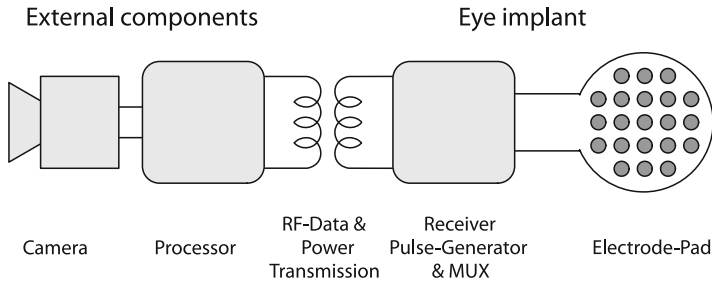 External components
Eye implant
Camera
Processor
RF-Data &
Power
Transmission
Receiver
Pulse-Generator
& MUX
Electrode-Pad